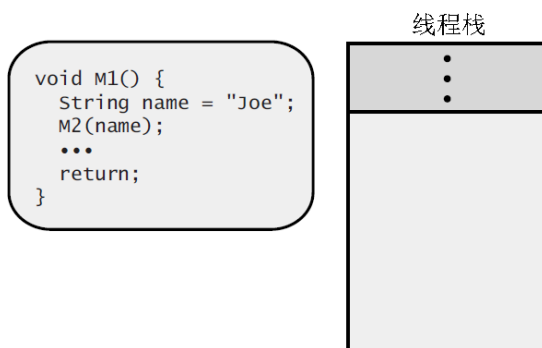 线程栈
void M1() {
String name = "Joe";
M2(name);
•••
return;
}